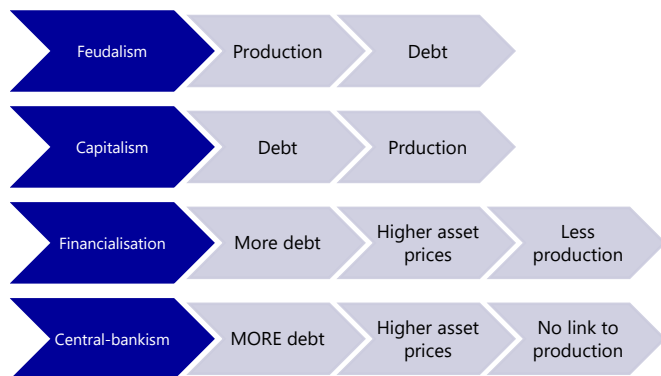 Feudalism
Production
Debt
Capitalism
Debt
Prduction
Financialisation
More debt
Higher asset
prices
Less
production
Central-bankism
MORE debt
Higher asset
prices
No link to
production